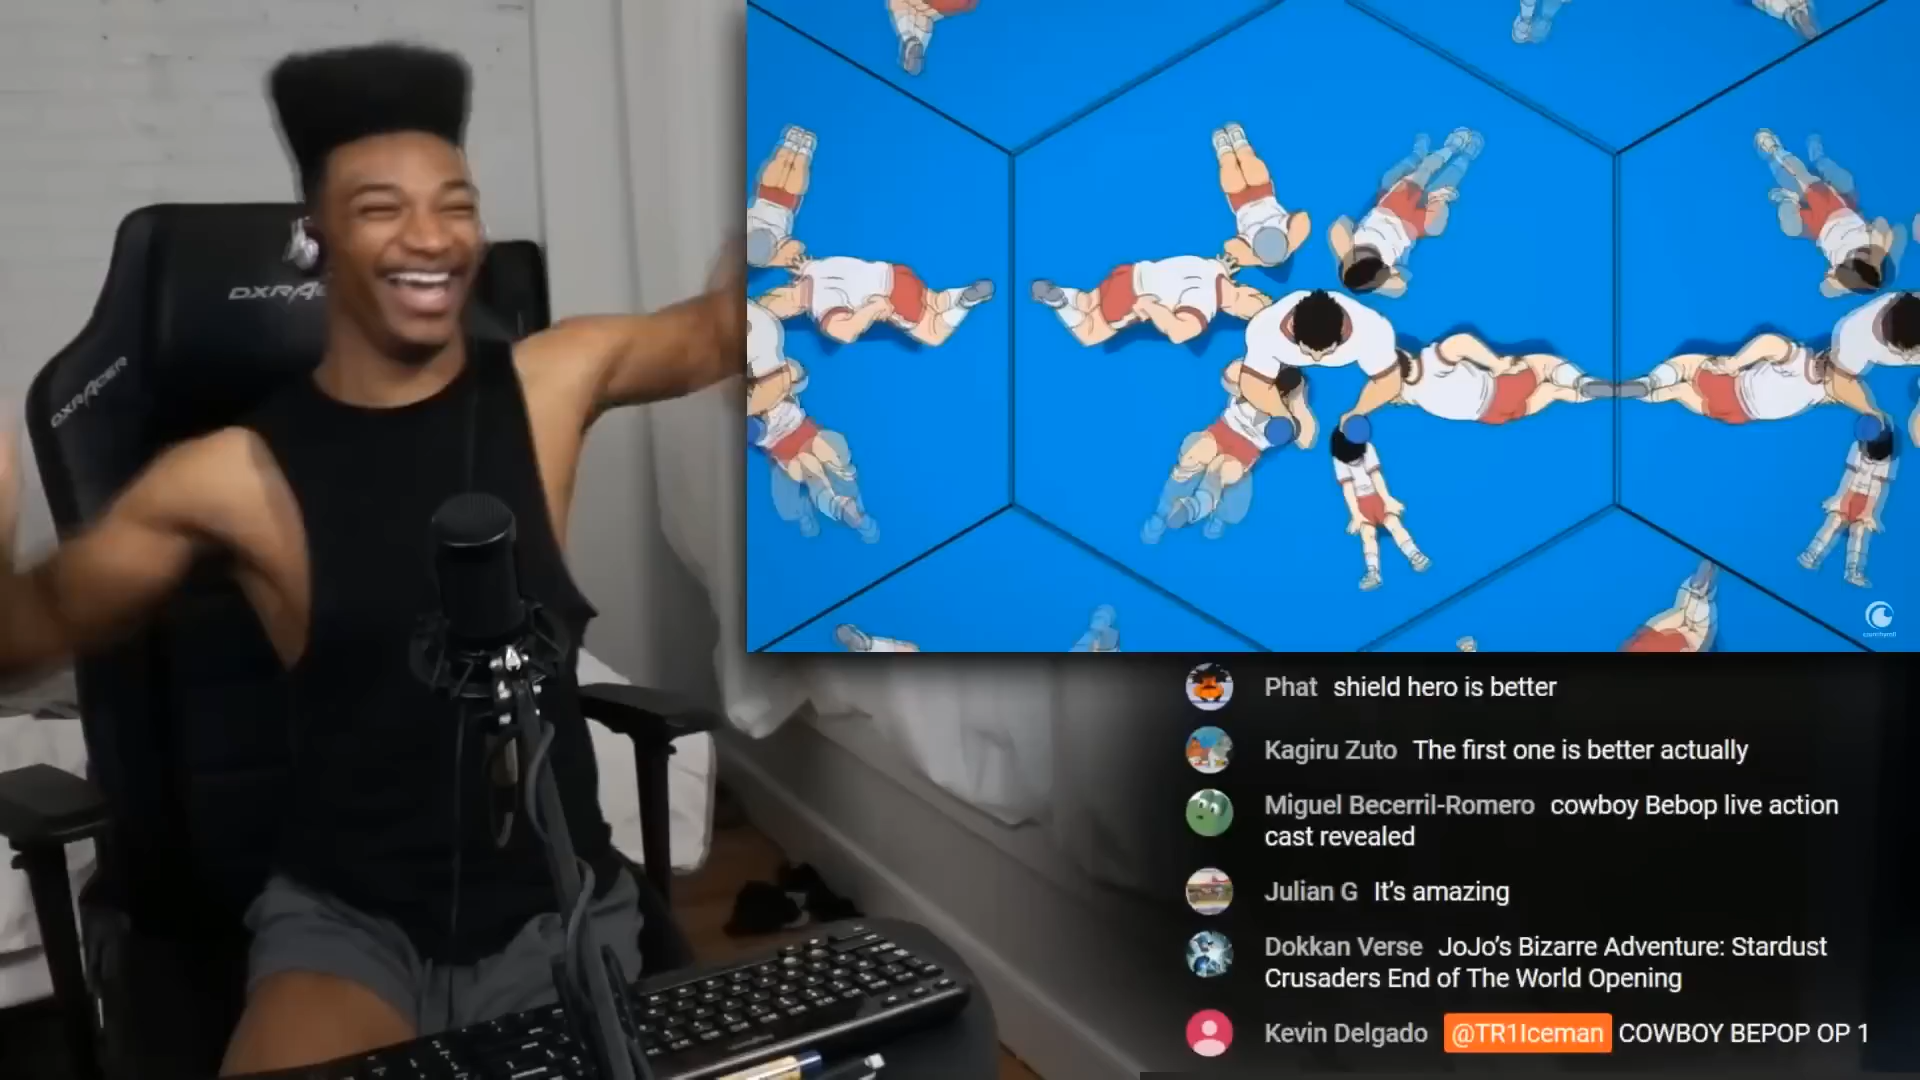 DXRACER
DXRACER
crunchyroll
Phat shield hero is better
Kagiru Zuto The first one is better actually
Miguel Becerril-Romero cowboy Bebop live action
cast revealed
Julian G It's amazing
Dokkan Verse JoJo's Bizarre Adventure: Stardust
Crusaders End of The World Opening
Kevin Delgado @TR1Iceman COWBOY BEPOP OP 1